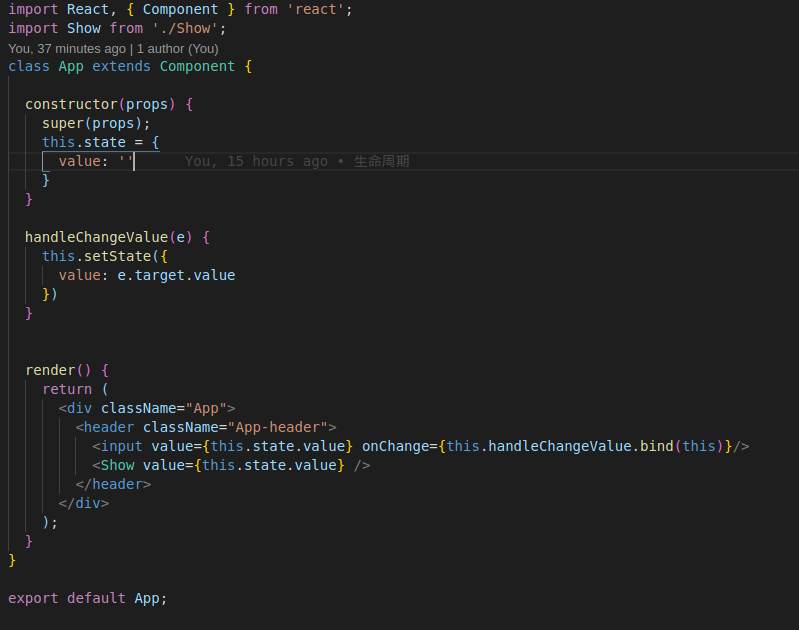 import React, { Component } from 'react';
import Show from './Show';
You, 37 minutes ago | 1 author (You)
class App extends Component {
constructor(props) {
super(props);
this.state = {
value: '' You, 15 hours ago • 生命周期
}
}
handleChangeValue(e) {
this.setState({
value: e.target.value
})
}
render() {
return (
<div className="App">
<header className="App-header">
<input value={this.state.value} onChange={this.handleChangeValue.bind(this)}/>
<Show value={this.state.value} />
</header>
</div>
);
}
}
export default App;